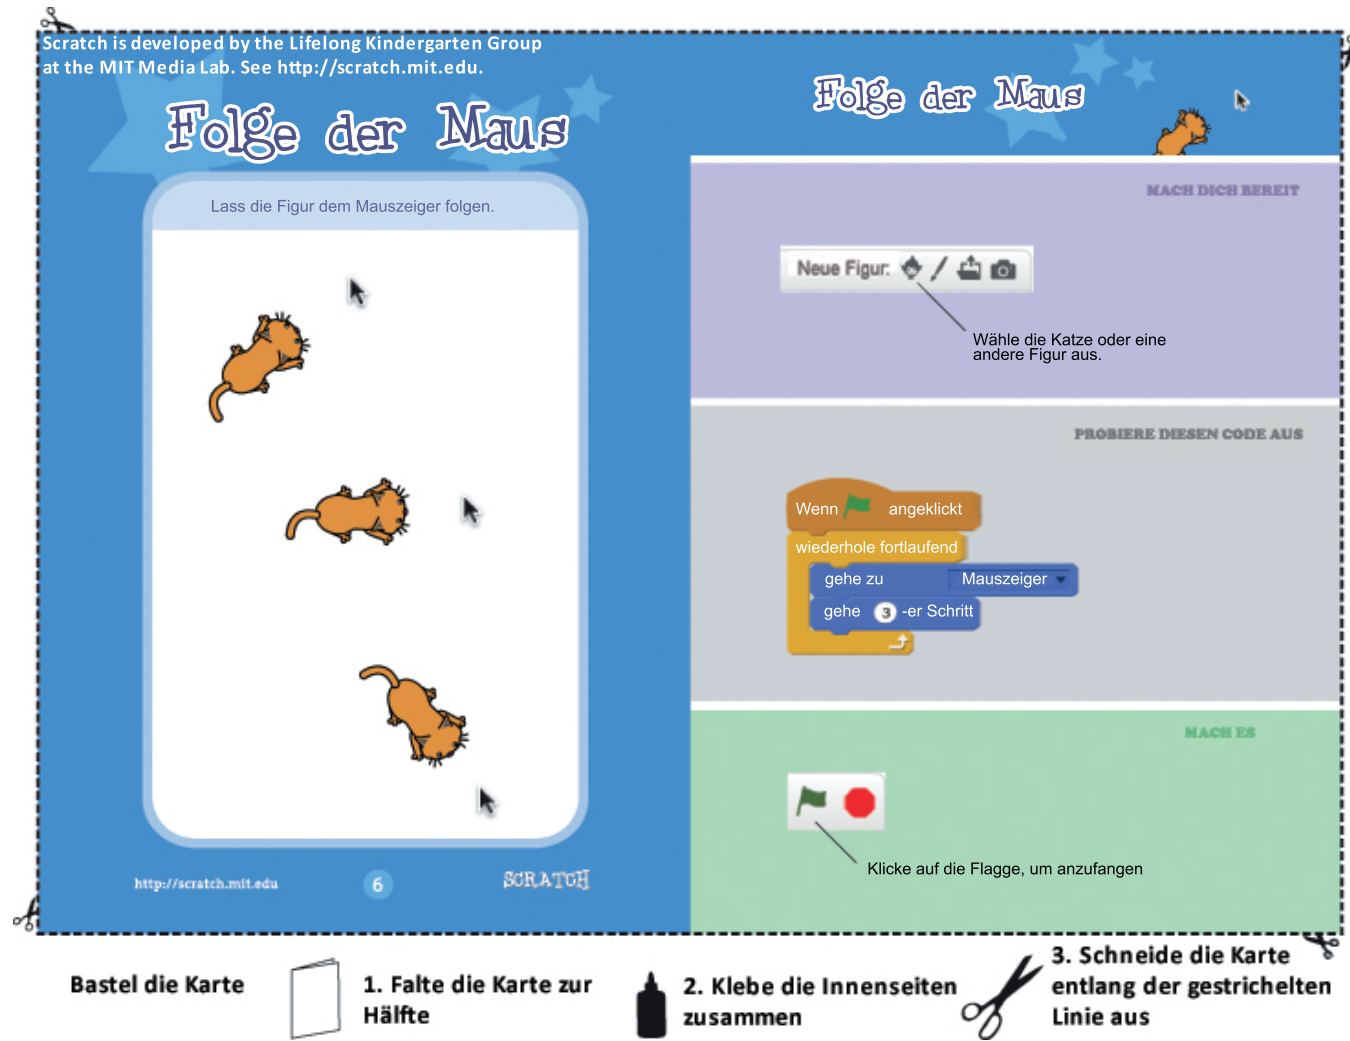 Scratch is developed by the Lifelong Kindergarten Group
at the MIT Media Lab. See http://scratch.mit.edu.
Folge der Maus
Lass die Figur dem Mauszeiger folgen.
http://scratch.mit.edu
6
SCRATCH
Folge der Maus
MACH DICH BEREIT
Neue Figur:
Wähle die Katze oder eine
andere Figur aus.
PROBIERE DIESEN CODE AUS
Wenn angeklickt
wiederhole fortlaufend
gehe zu Mauszeiger
gehe 3 -er Schritt
MACH ES
Klicke auf die Flagge, um anzufangen
Bastel die Karte
1. Falte die Karte zur
Hälfte
2. Klebe die Innenseiten
zusammen
3. Schneide die Karte
entlang der gestrichelten
Linie aus